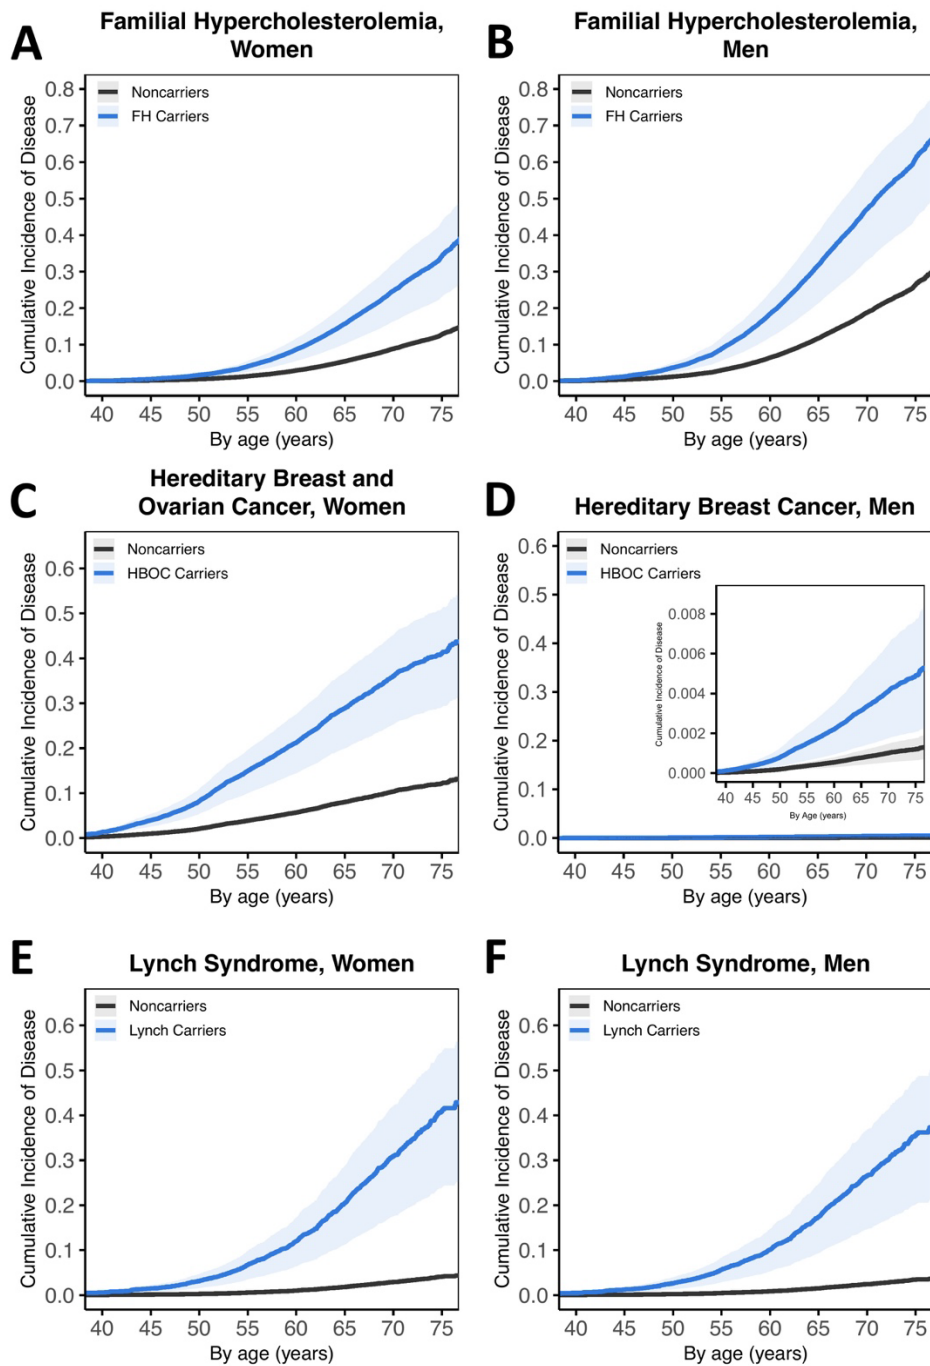 A
Familial Hypercholesterolemia,
Women
Noncarriers
FH Carriers
Cumulative Incidence of Disease
0.8
0.7
0.6
0.5
0.4
0.3
0.2
0.1
0.0
40 45 50 55 60 65 70 75
By age (years)
B
Familial Hypercholesterolemia,
Men
Noncarriers
FH Carriers
Cumulative Incidence of Disease
0.8
0.7
0.6
0.5
0.4
0.3
0.2
0.1
0.0
40 45 50 55 60 65 70 75
By age (years)
C
Hereditary Breast and
Ovarian Cancer, Women
Noncarriers
HBOC Carriers
Cumulative Incidence of Disease
0.6
0.5
0.4
0.3
0.2
0.1
0.0
40 45 50 55 60 65 70 75
By age (years)
D
Hereditary Breast Cancer, Men
Noncarriers
HBOC Carriers
Cumulative Incidence of Disease
0.6
0.5
0.4
0.3
0.2
0.1
0.0
40 45 50 55 60 65 70 75
By age (years)
Cumulative Incidence of Disease
0.008
0.006
0.004
0.002
0.000
40 45 50 55 60 65 70 75
By Age (years)
E
Lynch Syndrome, Women
Noncarriers
Lynch Carriers
Cumulative Incidence of Disease
0.6
0.5
0.4
0.3
0.2
0.1
0.0
40 45 50 55 60 65 70 75
By age (years)
F
Lynch Syndrome, Men
Noncarriers
Lynch Carriers
Cumulative Incidence of Disease
0.6
0.5
0.4
0.3
0.2
0.1
0.0
40 45 50 55 60 65 70 75
By age (years)